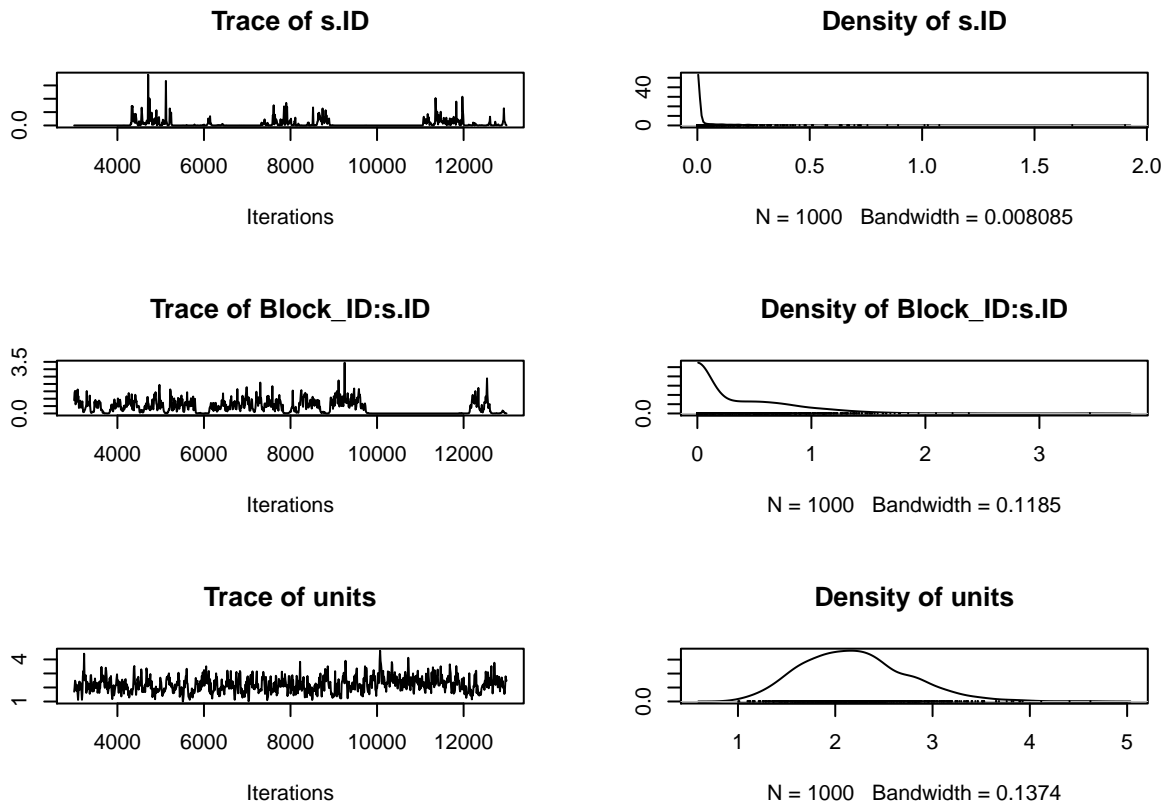 Trace of s.ID
0.0
4000 6000 8000 10000 12000
Iterations
Density of s.ID
0 40
0.0 0.5 1.0 1.5 2.0
N = 1000 Bandwidth = 0.008085
Trace of Block_ID:s.ID
0.0 3.5
4000 6000 8000 10000 12000
Iterations
Density of Block_ID:s.ID
0.0
0 1 2 3
N = 1000 Bandwidth = 0.1185
Trace of units
1 4
4000 6000 8000 10000 12000
Iterations
Density of units
0.0
1 2 3 4 5
N = 1000 Bandwidth = 0.1374